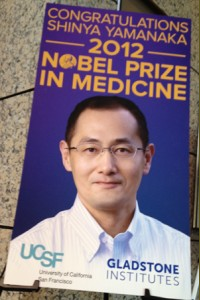 CONGRATULATIONS
SHINYA YAMANAKA
2012
NOBEL PRIZE
IN MEDICINE
UCSF
University of California
San Francisco
GLADSTONE
INSTITUTES